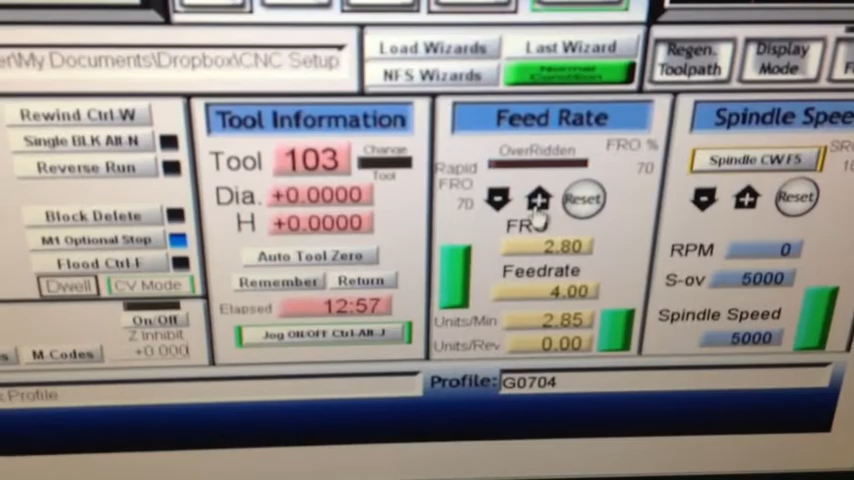 er\My Documents\Dropbox\CNC Setup
Load Wizards
Last Wizard
NFS Wizards
Normal
Condition
Regen.
Toolpath
Display
Mode
Rewind Ctrl-W
Single BLK Alt-N
Reverse Run
Block Delete
M1 Optional Stop
Flood Ctrl-F
Dwell
CV Mode
On/Off
Z Inhibit
+0.000
M Codes
Tool Information
Tool 103
Change
Tool
Dia. +0.0000
H +0.0000
Auto Tool Zero
Remember
Return
Elapsed 12:57
Jog ON/OFF Ctrl-Alt-J
Feed Rate
OverRidden
FRO %
70
Rapid
FRO
70
Reset
FRO
2.80
Feedrate
4.00
Units/Min 2.85
Units/Rev 0.00
Spindle Spee
Spindle CW F5
Reset
RPM 0
S-ov 5000
Spindle Speed
5000
Profile
Profile: G0704